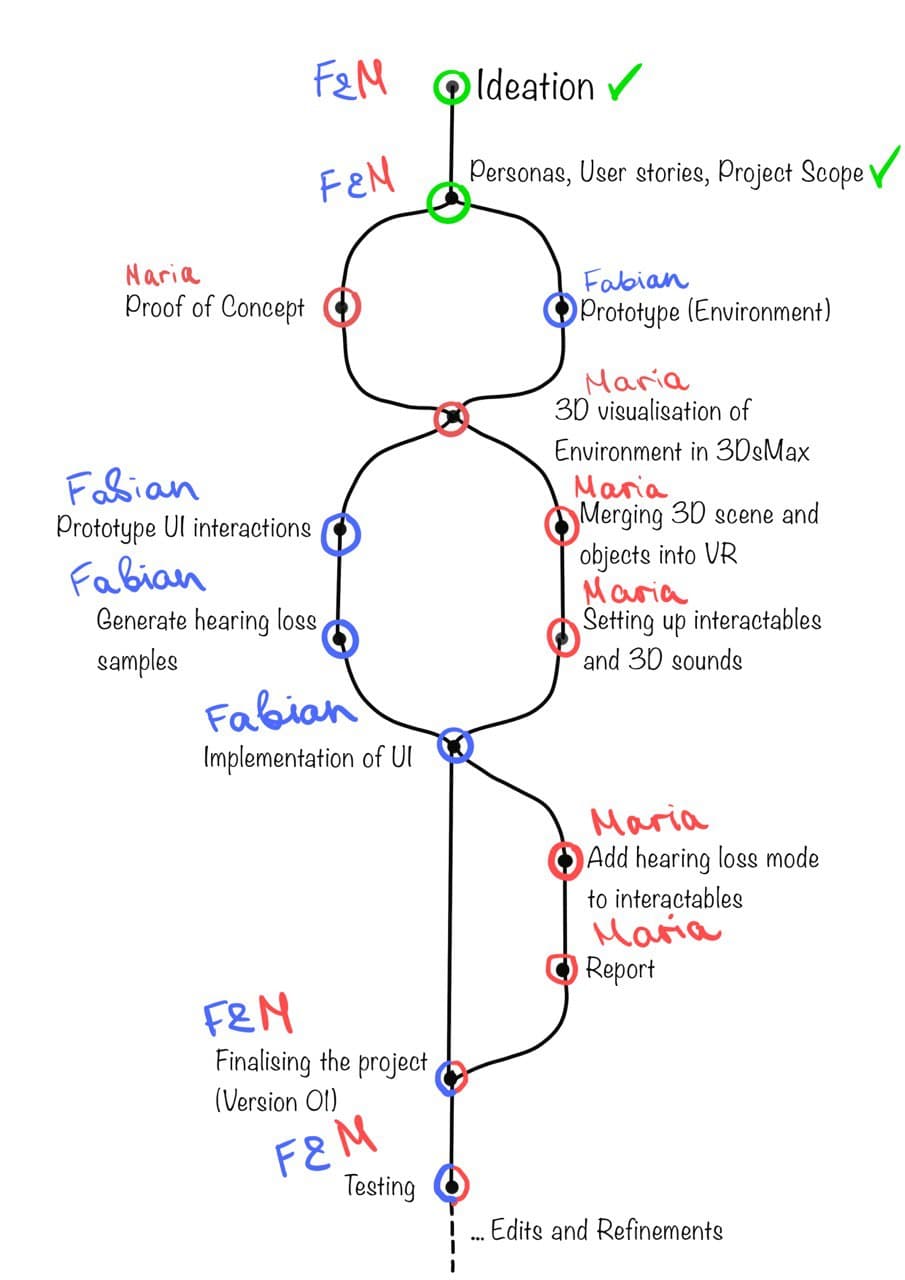 F&M
Ideation
F&M
Personas, User stories, Project Scope
Maria
Proof of Concept
Fabian
Prototype (Environment)
Maria
3D visualisation of
Environment in 3DsMax
Fabian
Prototype UI interactions
Maria
Merging 3D scene and
objects into VR
Fabian
Generate hearing loss
samples
Maria
Setting up interactables
and 3D sounds
Fabian
Implementation of UI
Maria
Add hearing loss mode
to interactables
Maria
Report
F&M
Finalising the project
(Version 01)
F&M
Testing
... Edits and Refinements